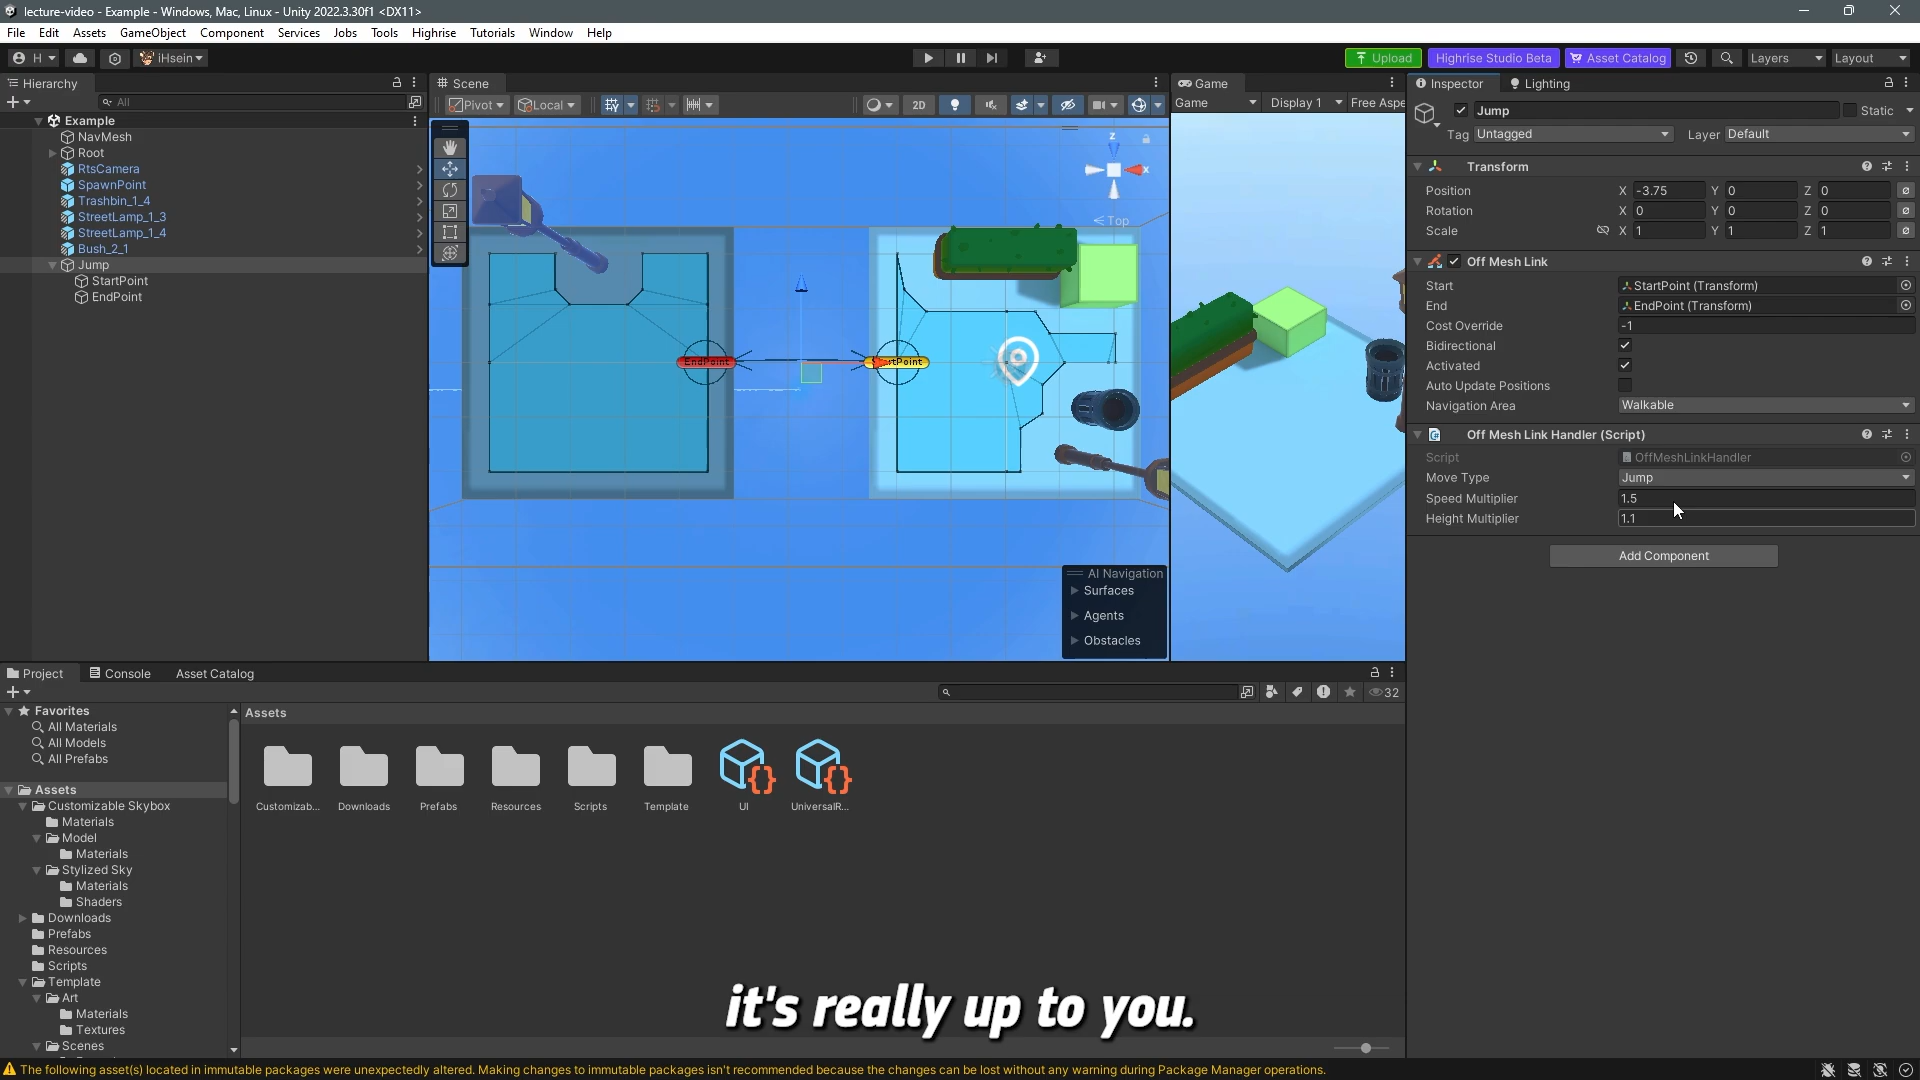 lecture-video - Example - Windows, Mac, Linux - Unity 2022.3.30f1 <DX11>
File Edit Assets GameObject Component Services Jobs Tools Highrise Tutorials Window Help
H iHsein Upload Highrise Studio Beta Asset Catalog Layers Layout
Hierarchy
All
Example
NavMesh
Root
RtsCamera
SpawnPoint
Trashbin_1_4
StreetLamp_1_3
StreetLamp_1_4
Bush_2_1
Jump
StartPoint
EndPoint
Scene
Pivot Local 2D
z
x
Top
EndPoint
AI Navigation
Surfaces
Agents
Obstacles
Game
Game Display 1 Free Aspe
Inspector Lighting
Jump Static
Tag Untagged Layer Default
Transform
Position X -3.75 Y 0 Z 0
Rotation X 0 Y 0 Z 0
Scale X 1 Y 1 Z 1
Off Mesh Link
Start StartPoint (Transform)
End EndPoint (Transform)
Cost Override -1
Bidirectional
Activated
Auto Update Positions
Navigation Area Walkable
Off Mesh Link Handler (Script)
Script OffMeshLinkHandler
Move Type Jump
Speed Multiplier 1.5
Height Multiplier 1.1
Add Component
Project Console Asset Catalog
32
Favorites
All Materials
All Models
All Prefabs
Assets
Customizable Skybox
Materials
Model
Materials
Stylized Sky
Materials
Shaders
Downloads
Prefabs
Resources
Scripts
Template
Art
Materials
Textures
Scenes
Assets
Customizab... Downloads Prefabs Resources Scripts Template UI UniversalR...
it's really up to you.
The following asset(s) located in immutable packages were unexpectedly altered. Making changes to immutable packages isn't recommended because the changes can be lost without any warning during Package Manager operations.